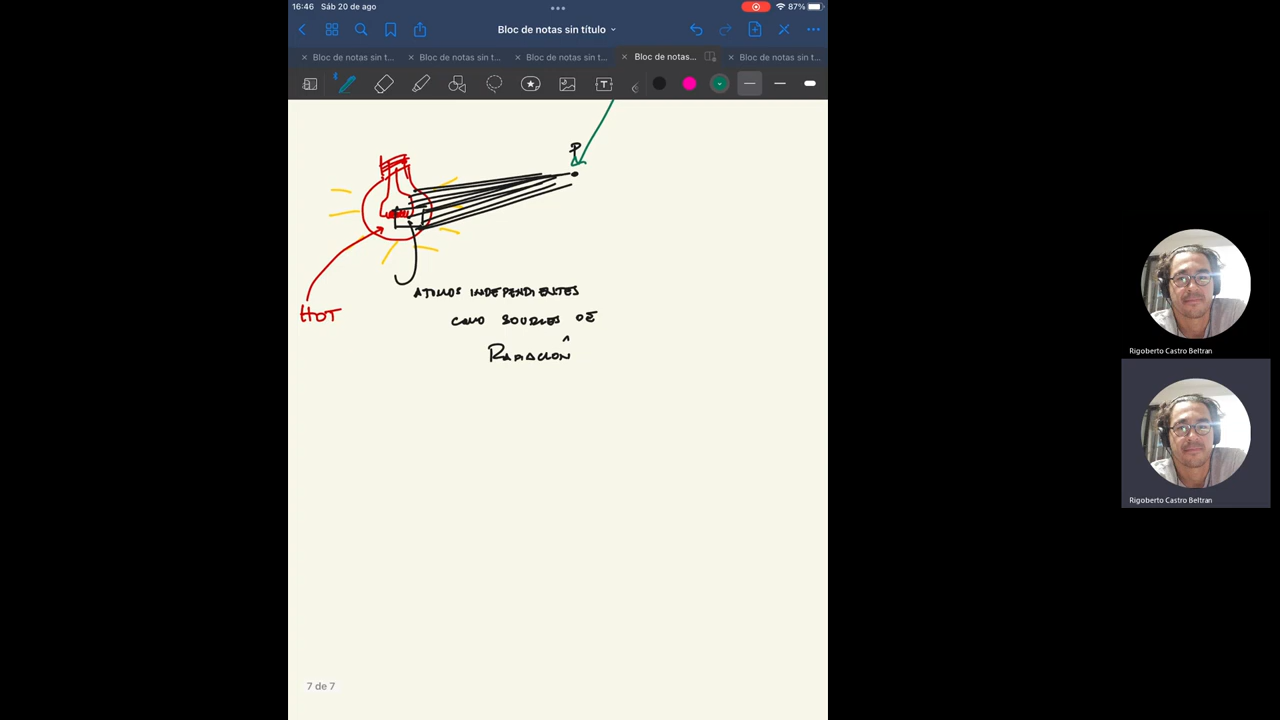 16:46 Sáb 20 de ago
87%
Bloc de notas sin título
Bloc de notas sin t...
Bloc de notas sin t...
Bloc de notas sin t...
Bloc de notas...
Bloc de notas sin t...
P
HOT
ATOMOS INDEPENDIENTES
COMO SOURCES DE
RADIACION
Rigoberto Castro Beltran
Rigoberto Castro Beltran
7 de 7